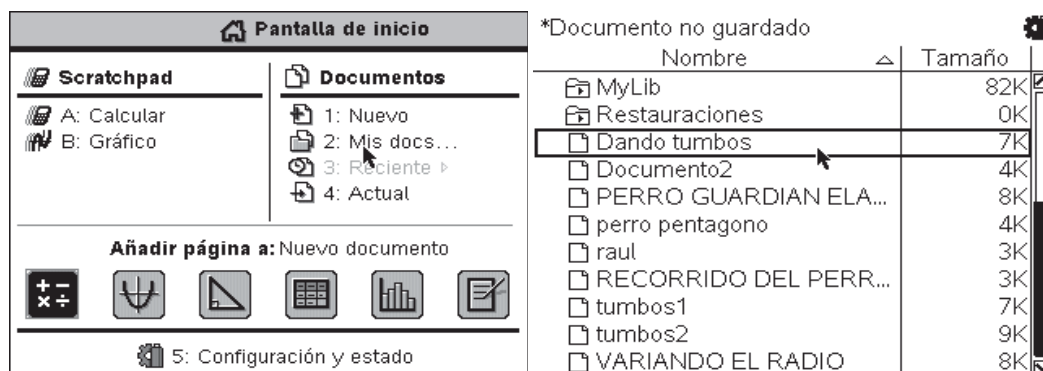 Pantalla de inicio
Scratchpad
A: Calcular
B: Gráfico
Documentos
1: Nuevo
2: Mis docs...
3: Reciente
4: Actual
Añadir página a: Nuevo documento
5: Configuración y estado
*Documento no guardado
Nombre Tamaño
MyLib 82K
Restauraciones 0K
Dando tumbos 7K
Documento2 4K
PERRO GUARDIAN ELA... 8K
perro pentagono 4K
raul 3K
RECORRIDO DEL PERR... 3K
tumbos1 7K
tumbos2 9K
VARIANDO EL RADIO 8K